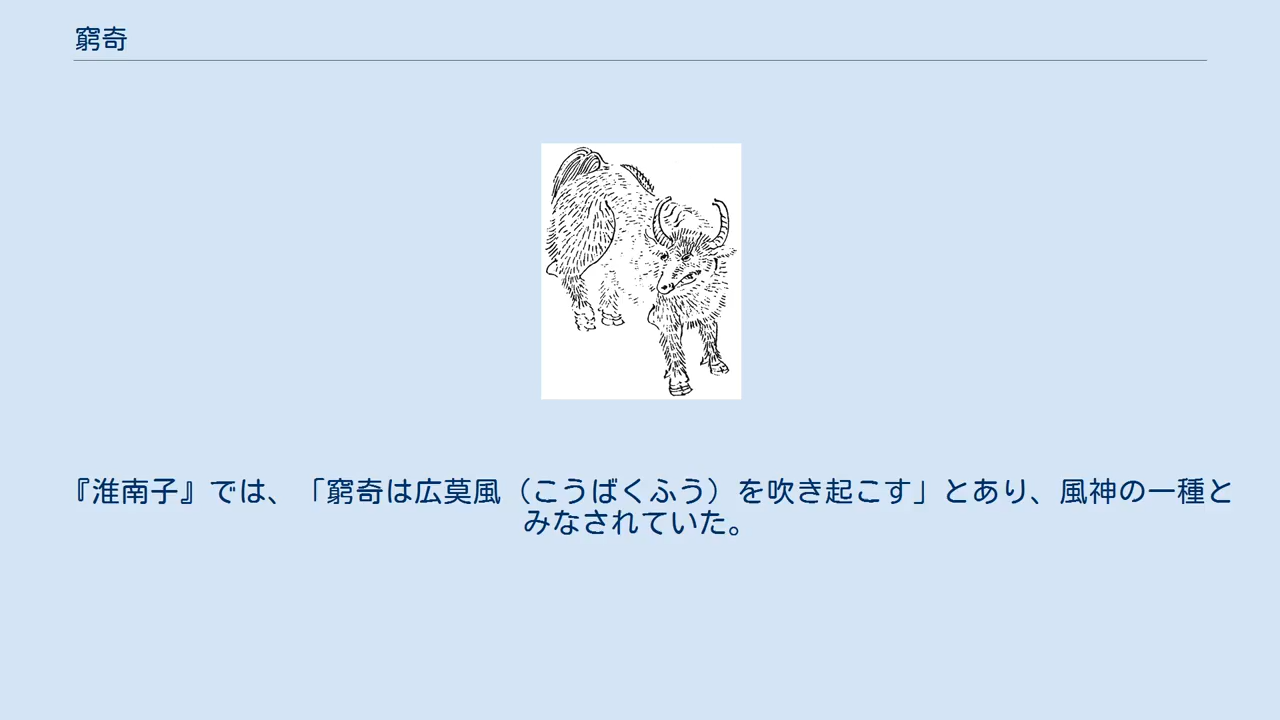 窮奇
『淮南子』では、「窮奇は広莫風（こうばくふう）を吹き起こす」とあり、風神の一種と
みなされていた。